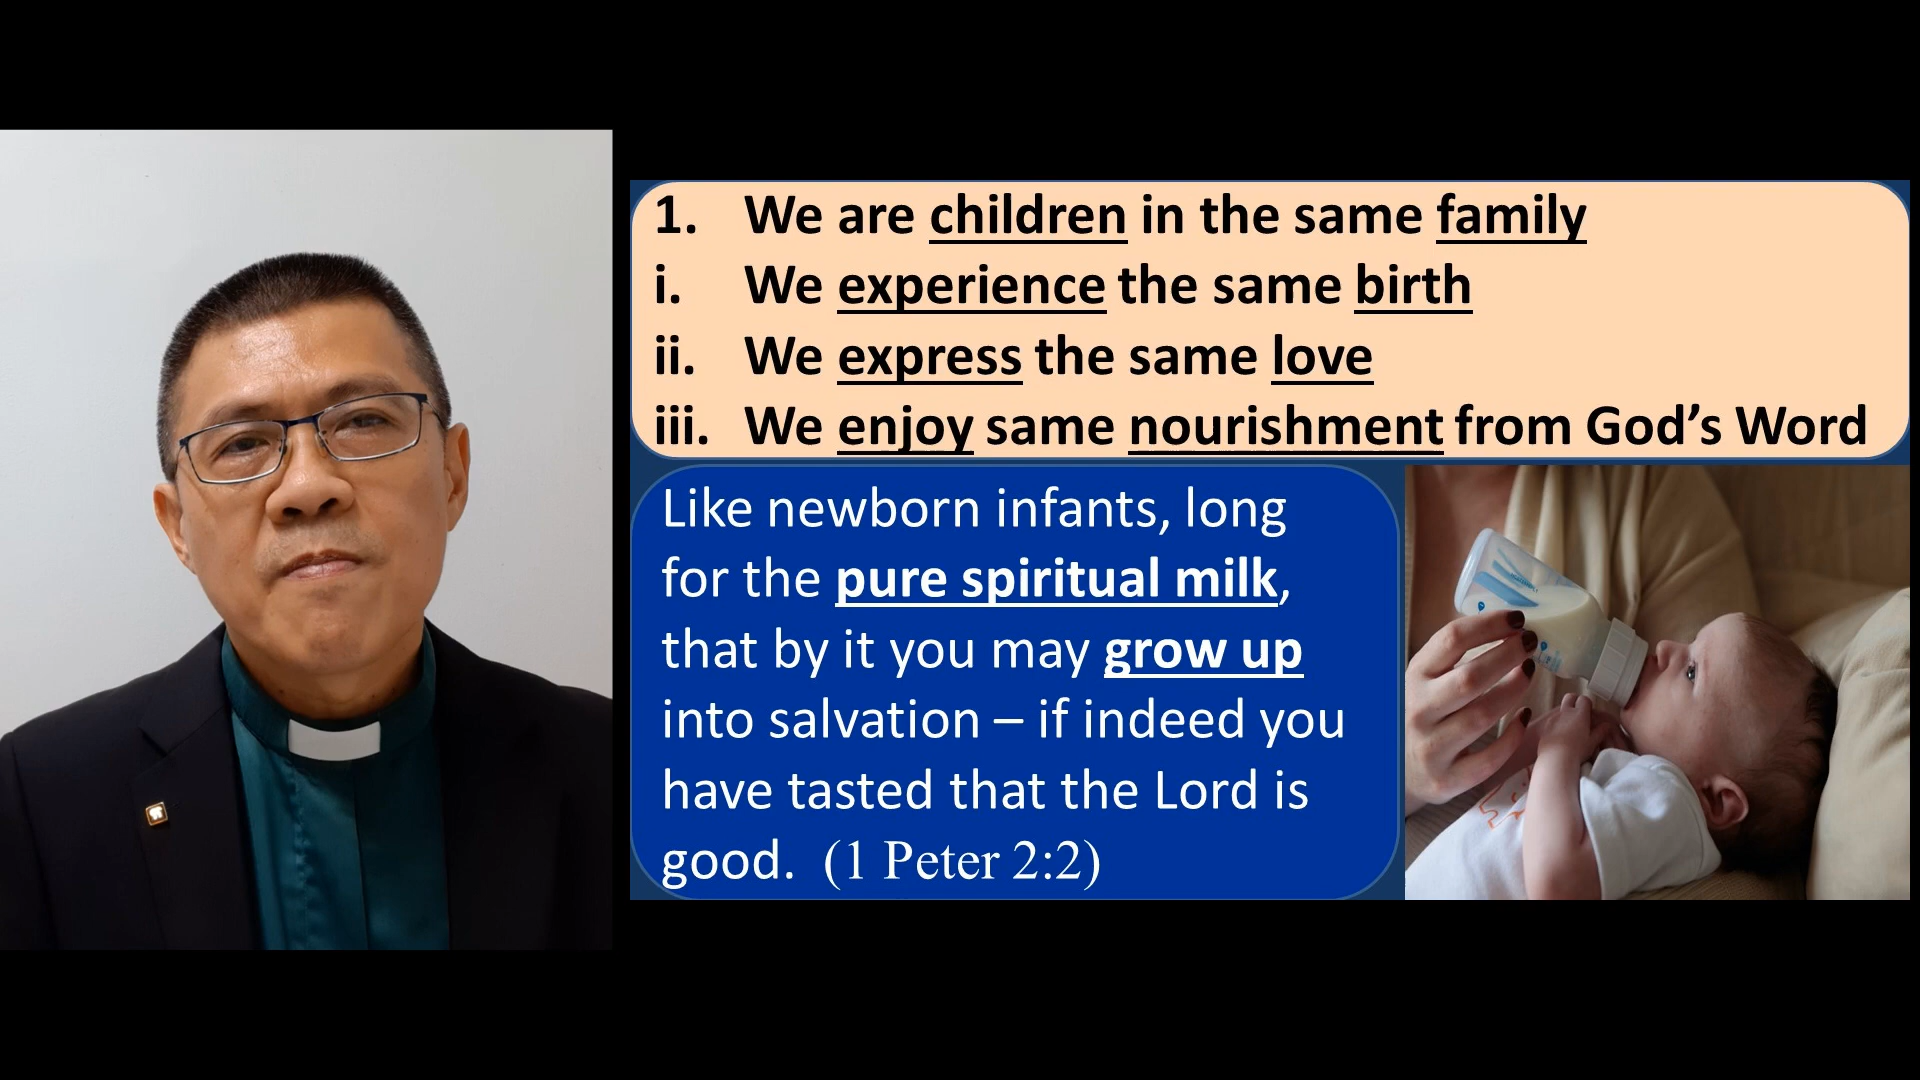 1. We are children in the same family
i. We experience the same birth
ii. We express the same love
iii. We enjoy same nourishment from God’s Word
Like newborn infants, long
for the pure spiritual milk,
that by it you may grow up
into salvation – if indeed you
have tasted that the Lord is
good. (1 Peter 2:2)